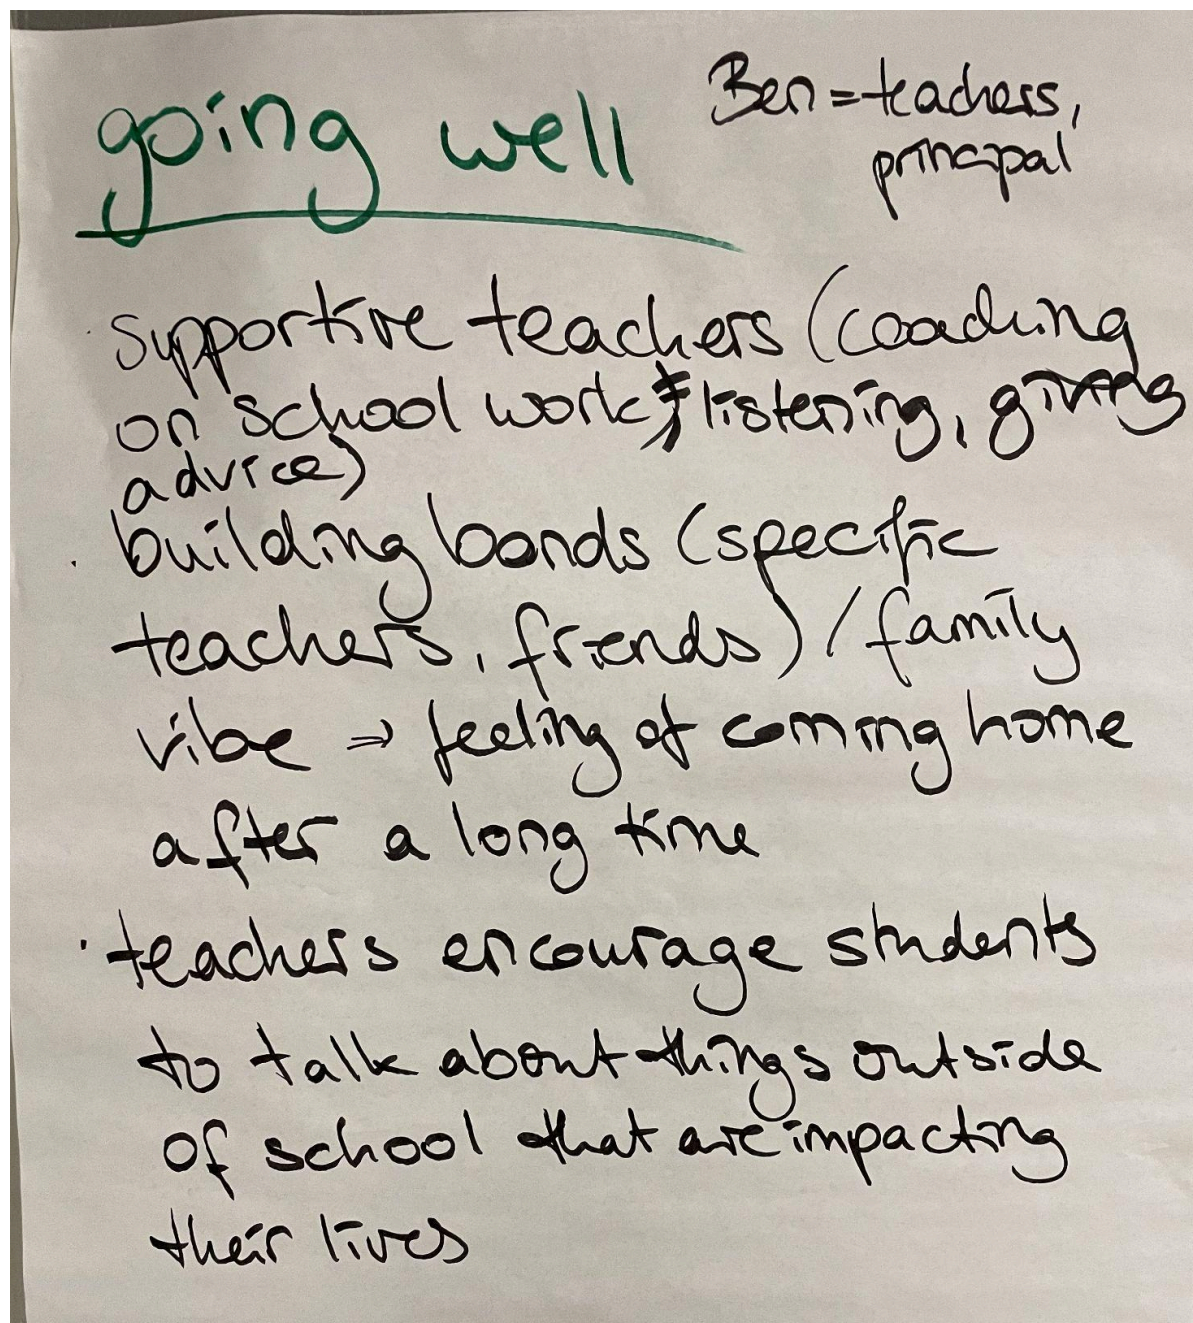 going well
Ben = teachers,
principal
· supportive teachers (coaching
on school work, listening, giving
advice)
· building bonds (specific
teachers, friends) / family
vibe ⇒ feeling of coming home
after a long time
· teachers encourage students
to talk about things outside
of school that are impacting
their lives